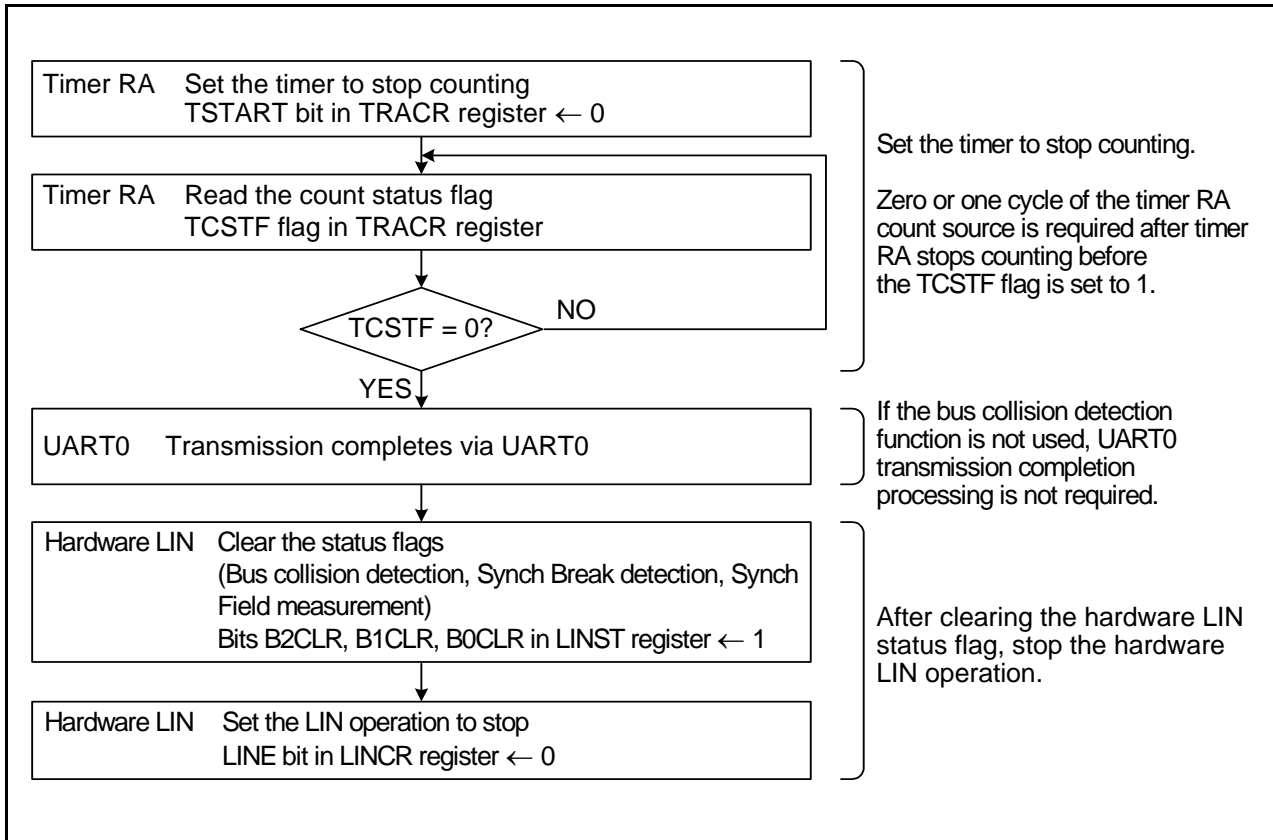 Timer RA Set the timer to stop counting
TSTART bit in TRACR register ← 0
Timer RA Read the count status flag
TCSTF flag in TRACR register
TCSTF = 0?
NO
YES
Set the timer to stop counting.
Zero or one cycle of the timer RA
count source is required after timer
RA stops counting before
the TCSTF flag is set to 1.
UART0 Transmission completes via UART0
If the bus collision detection
function is not used, UART0
transmission completion
processing is not required.
Hardware LIN Clear the status flags
(Bus collision detection, Synch Break detection, Synch
Field measurement)
Bits B2CLR, B1CLR, B0CLR in LINST register ← 1
Hardware LIN Set the LIN operation to stop
LINE bit in LINCR register ← 0
After clearing the hardware LIN
status flag, stop the hardware
LIN operation.